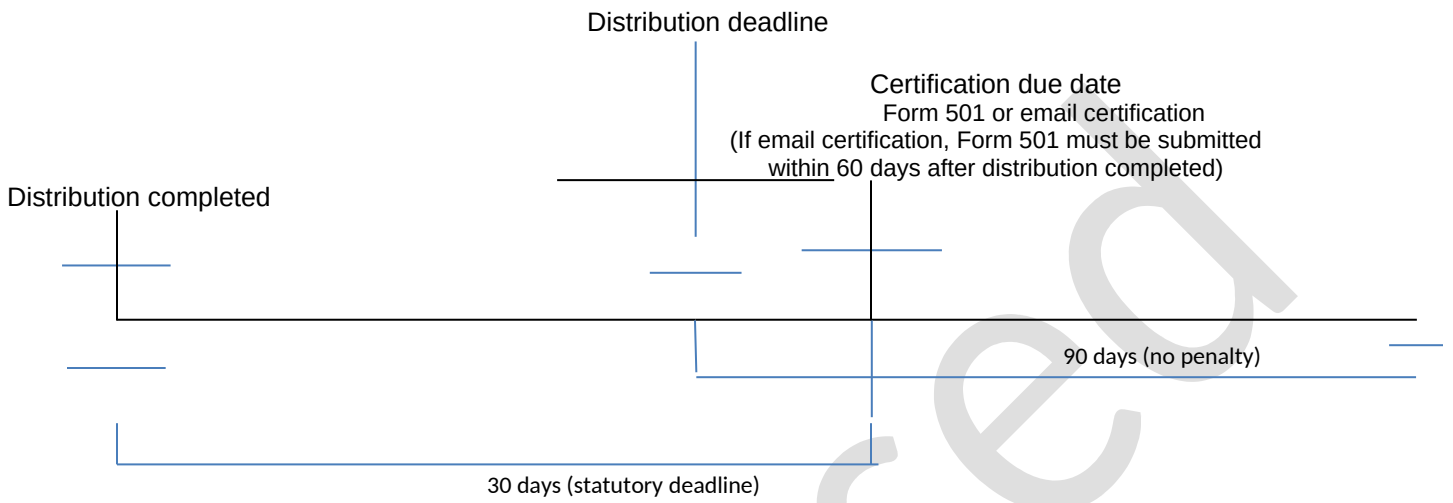 Distribution deadline
Certification due date
Form 501 or email certification
(If email certification, Form 501 must be submitted
within 60 days after distribution completed)
Distribution completed
90 days (no penalty)
30 days (statutory deadline)